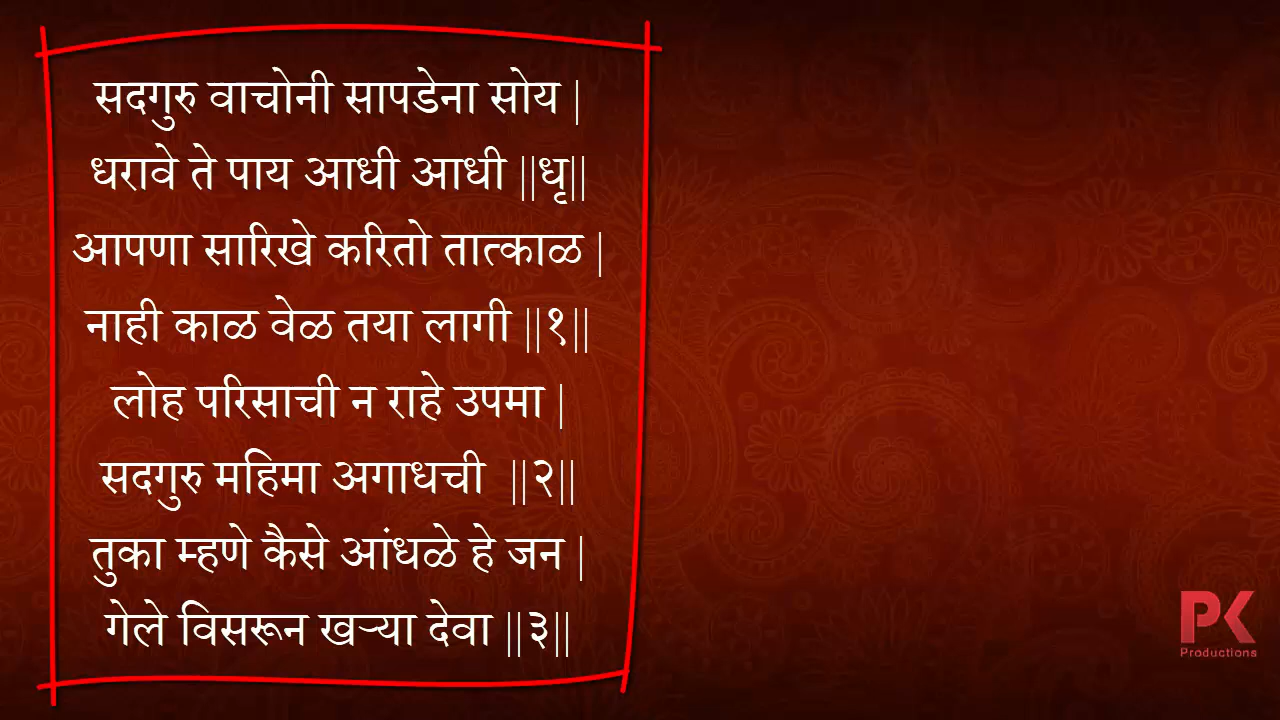 सदगुरु वाचोनी सापडेना सोय |
धरावे ते पाय आधी आधी ||धृ||
आपणा सारिखे करितो तात्काळ |
नाही काळ वेळ तया लागी ||१||
लोह परिसाची न राहे उपमा |
सदगुरु महिमा अगाधची ||२||
तुका म्हणे कैसे आंधळे हे जन |
गेले विसरून खऱ्या देवा ||३||
PK
Productions